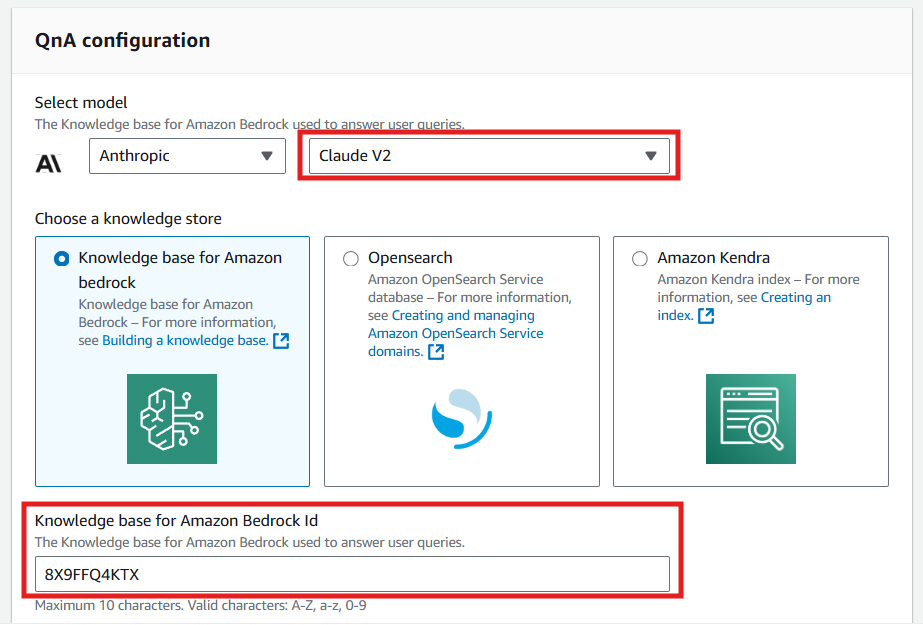 QnA configuration
Select model
The Knowledge base for Amazon Bedrock used to answer user queries.
Anthropic
Claude V2
Choose a knowledge store
Knowledge base for Amazon
bedrock
Knowledge base for Amazon
Bedrock – For more information,
see Building a knowledge base.
Opensearch
Amazon OpenSearch Service
database – For more information,
see Creating and managing
Amazon OpenSearch Service
domains.
Amazon Kendra
Amazon Kendra index – For more
information, see Creating an
index.
Knowledge base for Amazon Bedrock Id
The Knowledge base for Amazon Bedrock used to answer user queries.
8X9FFQ4KTX
Maximum 10 characters. Valid characters: A-Z, a-z, 0-9